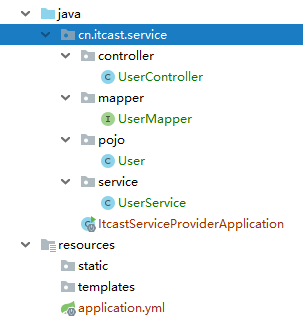 java
cn.itcast.service
controller
UserController
mapper
UserMapper
pojo
User
service
UserService
ItcastServiceProviderApplication
resources
static
templates
application.yml